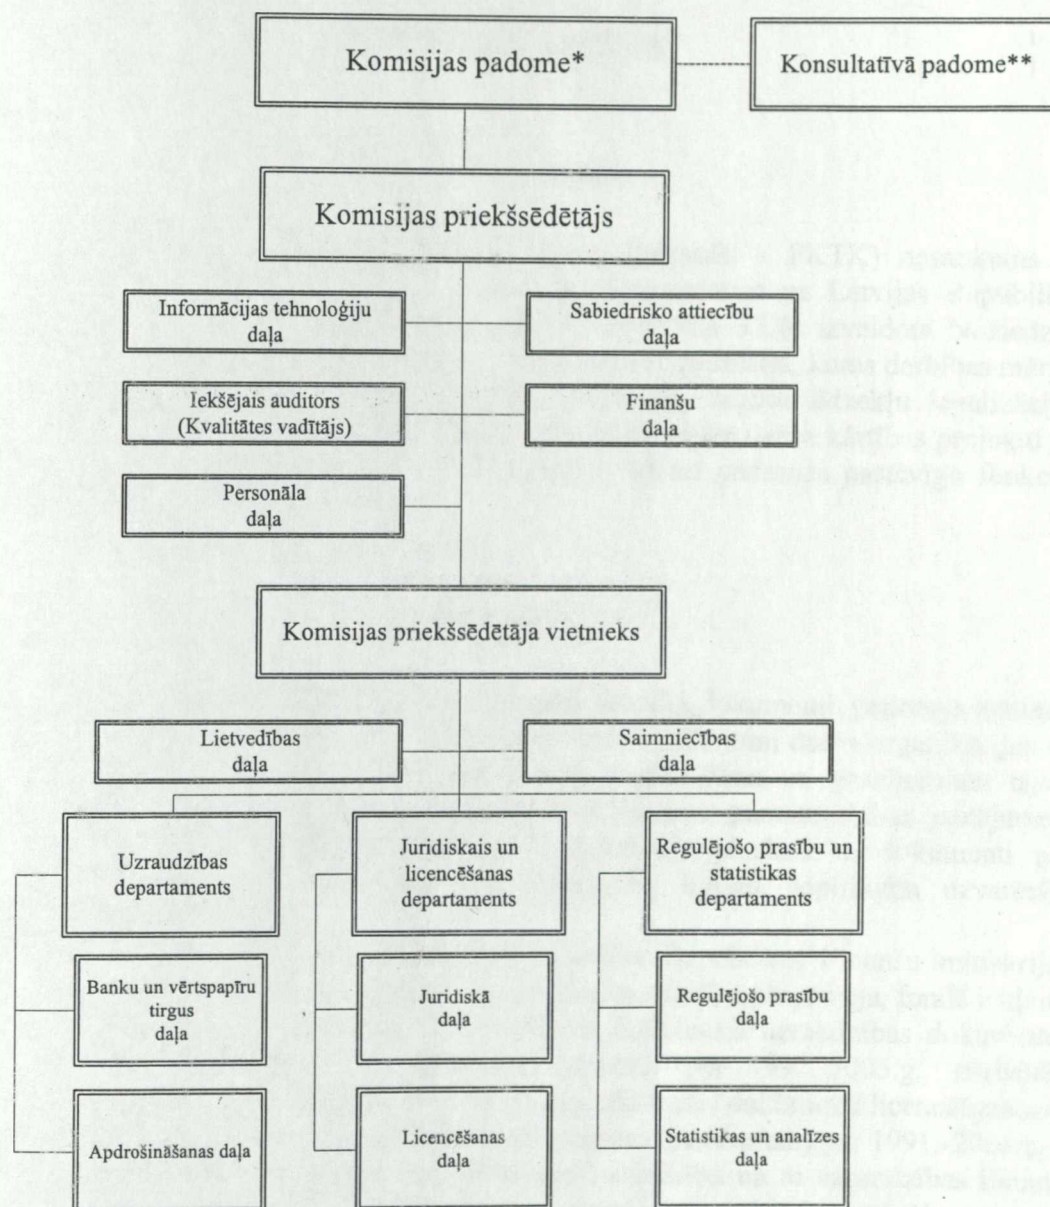 Komisijas padome*
Konsultatīvā padome**
Komisijas priekšsēdētājs
Informācijas tehnoloģiju
daļa
Sabiedrisko attiecību
daļa
Iekšējais auditors
(Kvalitātes vadītājs)
Finanšu
daļa
Personāla
daļa
Komisijas priekšsēdētāja vietnieks
Lietvedības
daļa
Saimniecības
daļa
Uzraudzības
departaments
Juridiskais un
licencēšanas
departaments
Regulējošo prasību un
statistikas
departaments
Banku un vērtspapīru
tirgus
daļa
Juridiskā
daļa
Regulējošo prasību
daļa
Apdrošināšanas daļa
Licencēšanas
daļa
Statistikas un analīzes
daļa